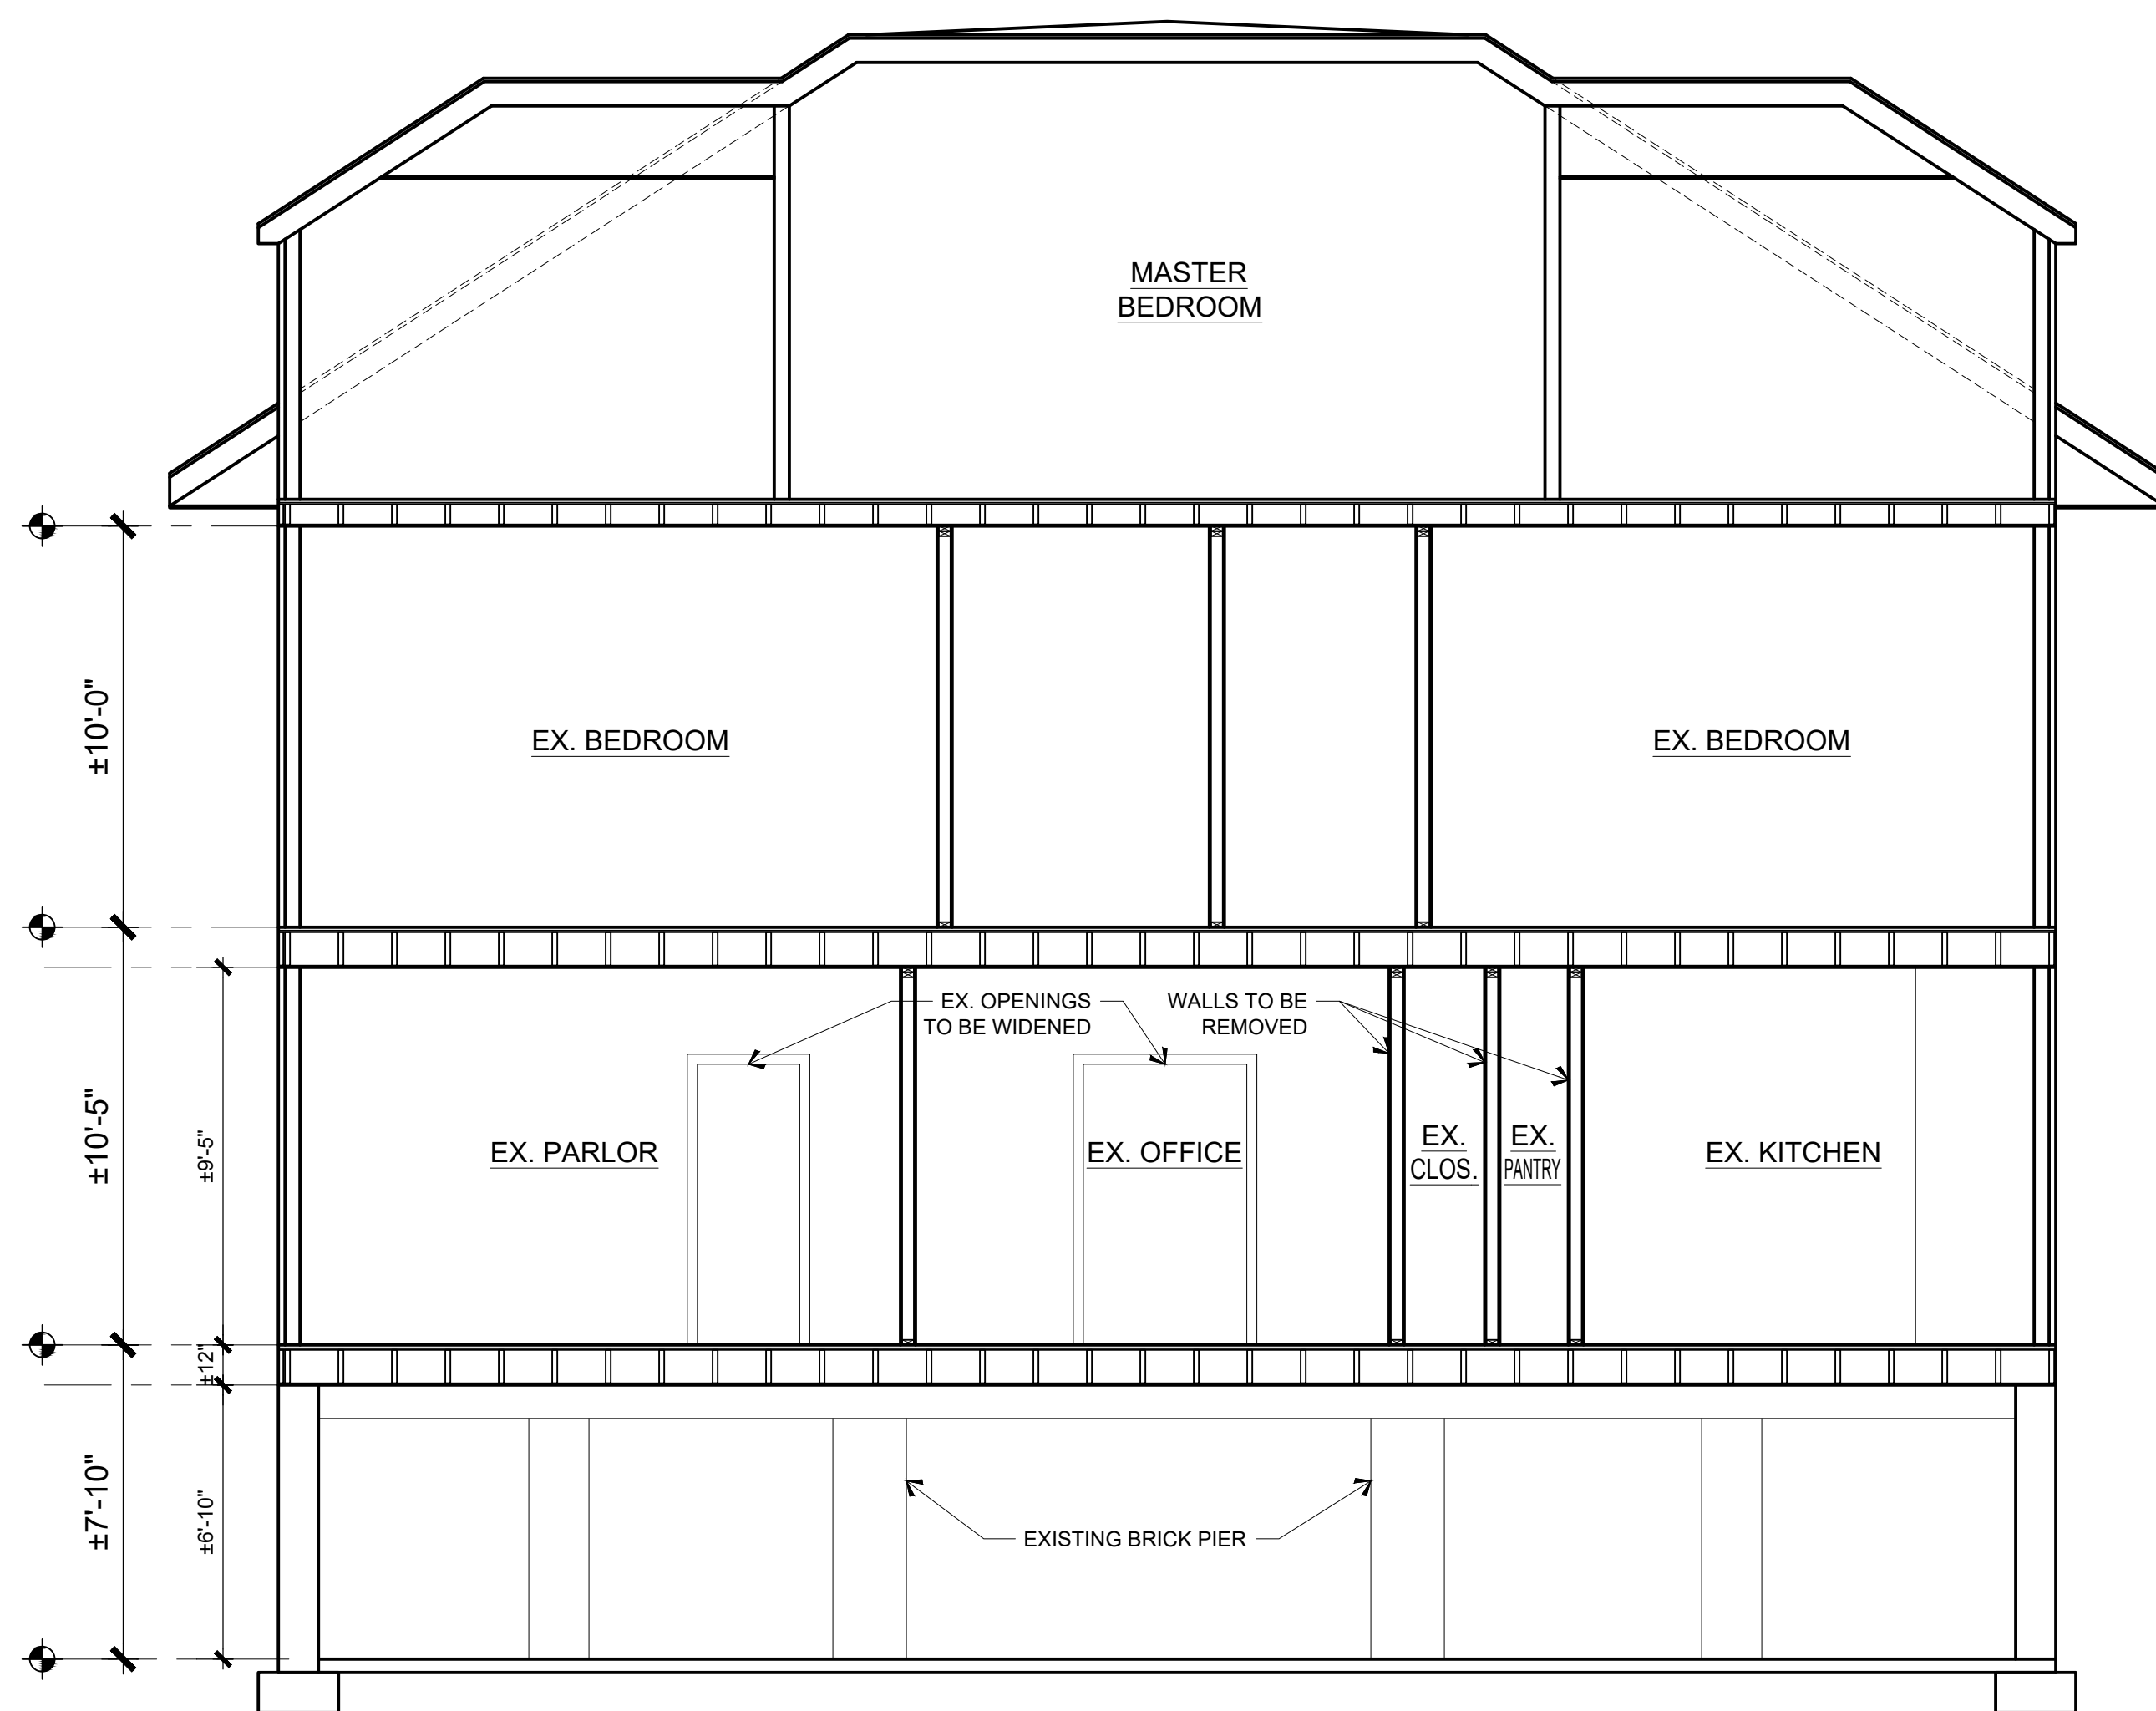 MASTER
BEDROOM
±10'-0"
EX. BEDROOM
EX. BEDROOM
EX. OPENINGS
TO BE WIDENED
WALLS TO BE
REMOVED
±10'-5"
±9'-5"
EX. PARLOR
EX. OFFICE
EX.
CLOS.
EX.
PANTRY
EX. KITCHEN
±12"
±7'-10"
±6'-10"
EXISTING BRICK PIER